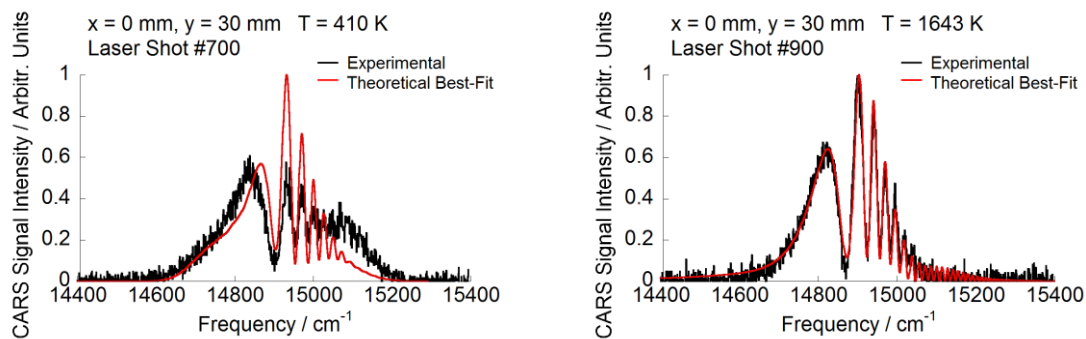 x = 0 mm, y = 30 mm T = 410 K
Laser Shot #700
Experimental
Theoretical Best-Fit
CARS Signal Intensity / Arbitr. Units
1
0.8
0.6
0.4
0.2
0
14400 14600 14800 15000 15200 15400
Frequency / cm⁻¹
x = 0 mm, y = 30 mm T = 1643 K
Laser Shot #900
Experimental
Theoretical Best-Fit
CARS Signal Intensity / Arbitr. Units
1
0.8
0.6
0.4
0.2
0
14400 14600 14800 15000 15200 15400
Frequency / cm⁻¹